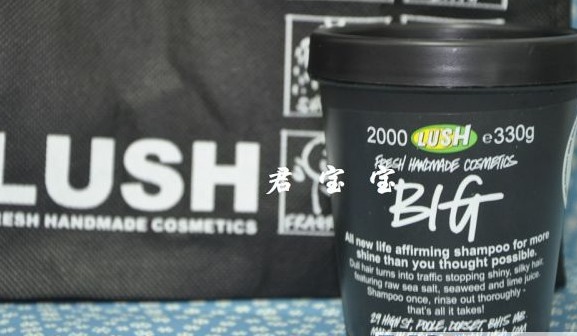 LUSH
FRESH HANDMADE COSMETICS
君宝宝
2000 LUSH e330g
FRESH HANDMADE COSMETICS
BIG
All new life affirming shampoo for more
shine than you thought possible.
Dull hair turns into traffic stopping shiny, silky hair,
featuring raw sea salt, seaweed and lime juice.
Shampoo once, rinse out thoroughly -
that's all it takes!
29 HIGH ST, POOLE, DORSET, BH15 1AB